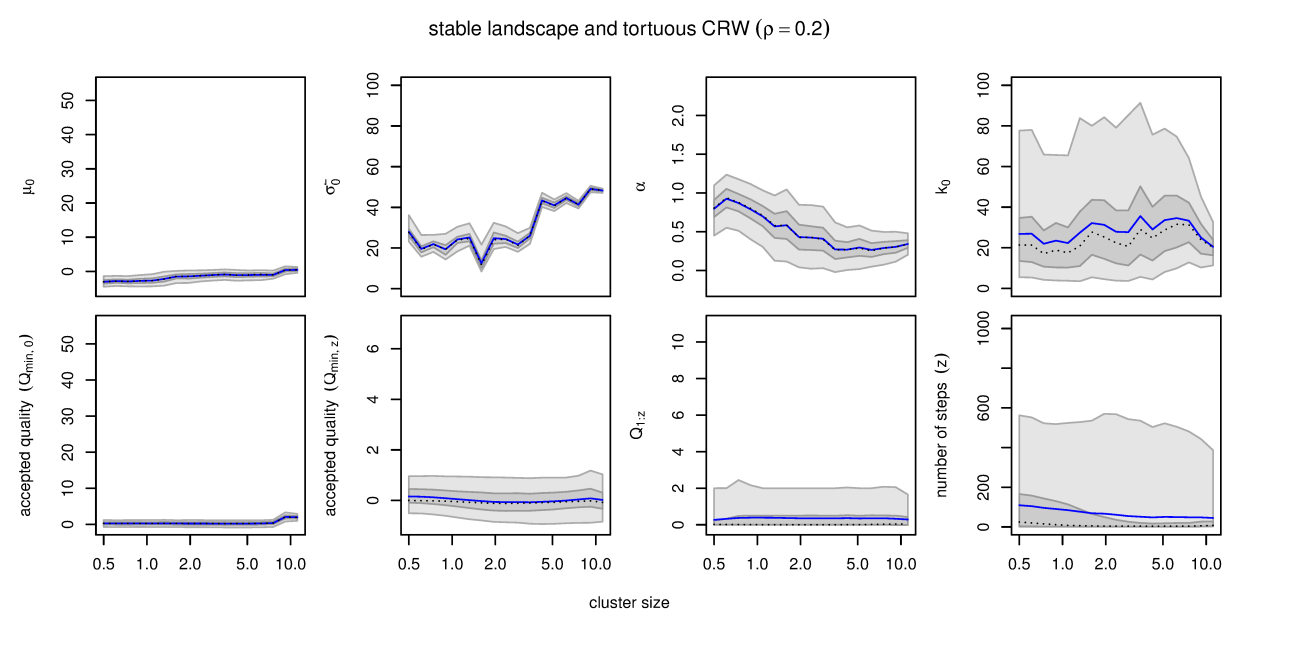 stable landscape and tortuous CRW (ρ = 0.2)
μ0
0 10 20 30 40 50
σ0-
0 20 40 60 80 100
α
0.0 0.5 1.0 1.5 2.0
k0
0 20 40 60 80 100
accepted quality (Qmin, 0)
0 10 20 30 40 50
0.5 1.0 2.0 5.0 10.0
accepted quality (Qmin, z)
0 2 4 6
0.5 1.0 2.0 5.0 10.0
Q1:z
0 2 4 6 8 10
0.5 1.0 2.0 5.0 10.0
number of steps (z)
0 200 600 1000
0.5 1.0 2.0 5.0 10.0
cluster size